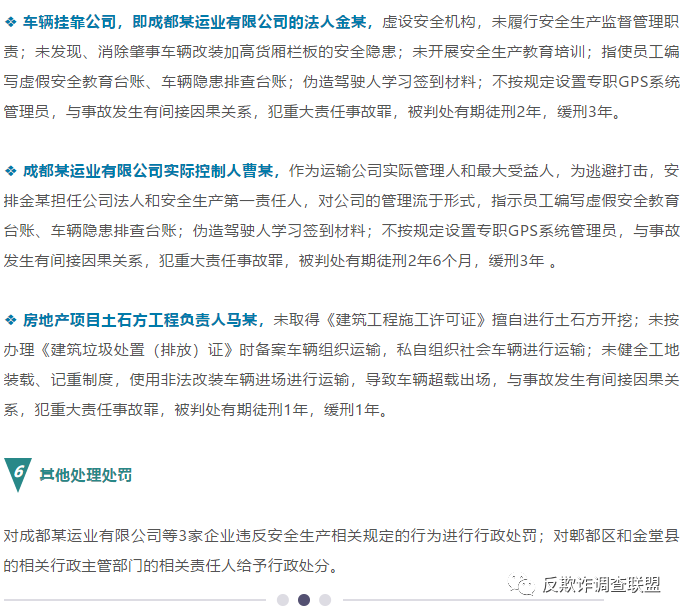 ❖ 车辆挂靠公司，即成都某运业有限公司的法人金某，虚设安全机构，未履行安全生产监督管理职
责；未发现、消除肇事车辆改装加高货厢栏板的安全隐患；未开展安全生产教育培训；指使员工编
写虚假安全教育台账、车辆隐患排查台账；伪造驾驶人学习签到材料；不按规定设置专职GPS系统
管理员，与事故发生有间接因果关系，犯重大责任事故罪，被判处有期徒刑2年，缓刑3年。
❖ 成都某运业有限公司实际控制人曹某，作为运输公司实际管理人和最大受益人，为逃避打击，安
排金某担任公司法人和安全生产第一责任人，对公司的管理流于形式，指示员工编写虚假安全教育
台账、车辆隐患排查台账；伪造驾驶人学习签到材料；不按规定设置专职GPS系统管理员，与事故
发生有间接因果关系，犯重大责任事故罪，被判处有期徒刑2年6个月，缓刑3年 。
❖ 房地产项目土石方工程负责人马某，未取得《建筑工程施工许可证》擅自进行土石方开挖；未按
办理《建筑垃圾处置（排放）证》时备案车辆组织运输，私自组织社会车辆进行运输；未健全工地
装载、记重制度，使用非法改装车辆进场进行运输，导致车辆超载出场，与事故发生有间接因果关
系，犯重大责任事故罪，被判处有期徒刑1年，缓刑1年。
6 其他处理处罚
对成都某运业有限公司等3家企业违反安全生产相关规定的行为进行行政处罚；对郫都区和金堂县
的相关行政主管部门的相关责任人给予行政处分。
反欺诈调查联盟